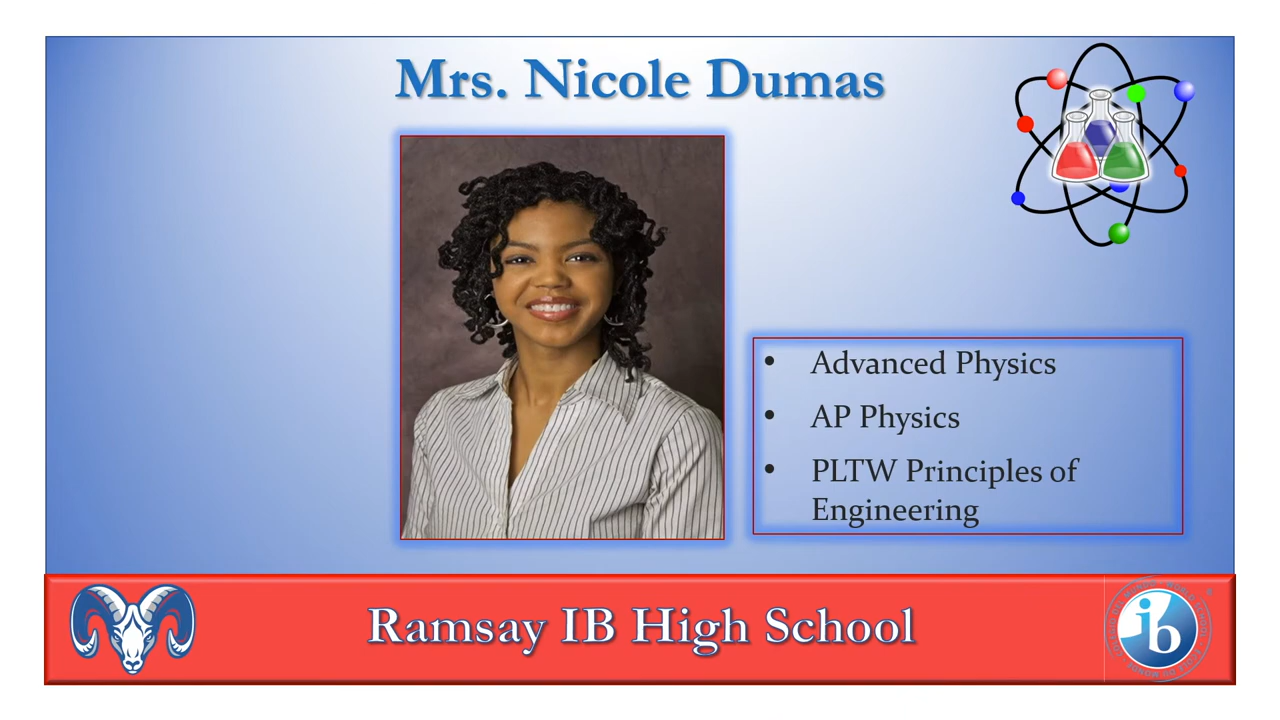 Mrs. Nicole Dumas
• Advanced Physics
• AP Physics
• PLTW Principles of
Engineering
Ramsay IB High School
ib